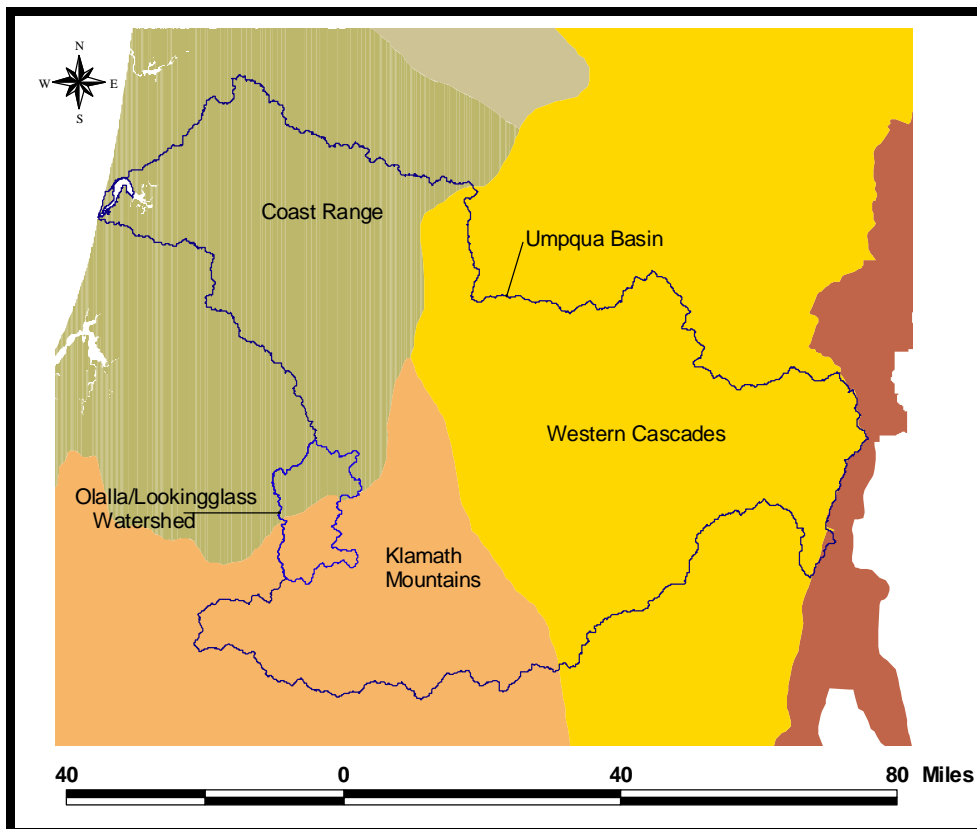 N
W E
S
Coast Range
Umpqua Basin
Western Cascades
Olalla/Lookingglass
Watershed
Klamath
Mountains
40 0 40 80 Miles